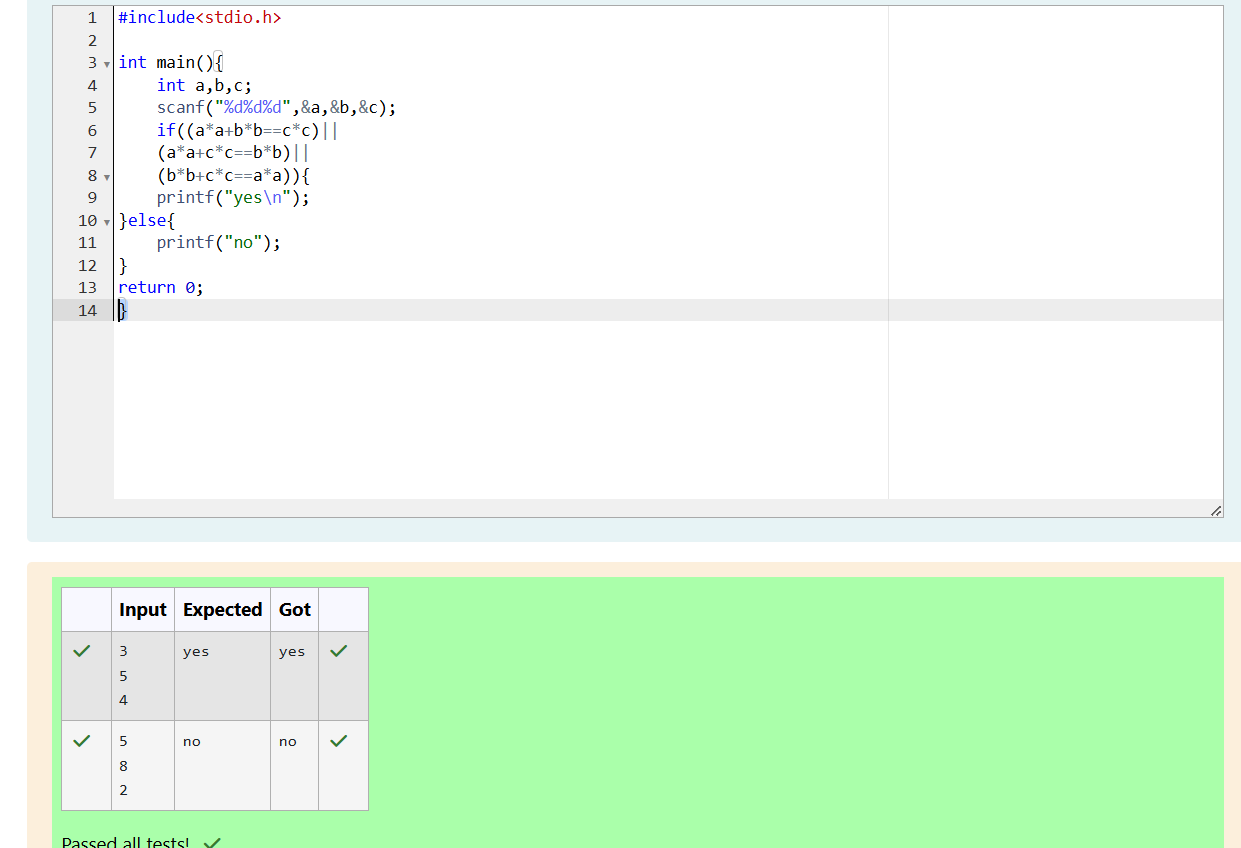 1 #include<stdio.h>
2
3 int main(){
4     int a,b,c;
5     scanf("%d%d%d",&a,&b,&c);
6     if((a*a+b*b==c*c)||
7     (a*a+c*c==b*b)||
8     (b*b+c*c==a*a)){
9     printf("yes\n");
10 }else{
11     printf("no");
12 }
13 return 0;
14 }
Input Expected Got
3 yes yes
5
4
5 no no
8
2
Passed all tests!